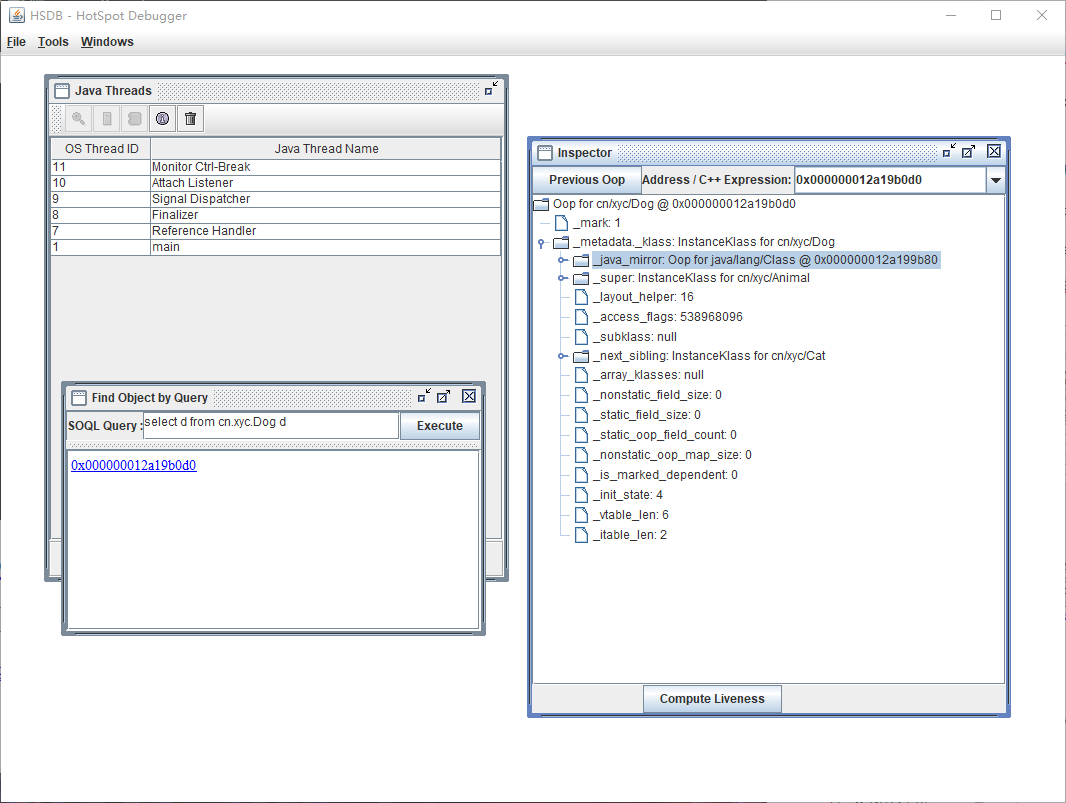 HSDB - HotSpot Debugger
File Tools Windows
Java Threads
OS Thread ID Java Thread Name
11 Monitor Ctrl-Break
10 Attach Listener
9 Signal Dispatcher
8 Finalizer
7 Reference Handler
1 main
Find Object by Query
SOQL Query : select d from cn.xyc.Dog d Execute
0x000000012a19b0d0
Inspector
Previous Oop Address / C++ Expression: 0x000000012a19b0d0
Oop for cn/xyc/Dog @ 0x000000012a19b0d0
_mark: 1
_metadata._klass: InstanceKlass for cn/xyc/Dog
_java_mirror: Oop for java/lang/Class @ 0x000000012a199b80
_super: InstanceKlass for cn/xyc/Animal
_layout_helper: 16
_access_flags: 538968096
_subklass: null
_next_sibling: InstanceKlass for cn/xyc/Cat
_array_klasses: null
_nonstatic_field_size: 0
_static_field_size: 0
_static_oop_field_count: 0
_nonstatic_oop_map_size: 0
_is_marked_dependent: 0
_init_state: 4
_vtable_len: 6
_itable_len: 2
Compute Liveness